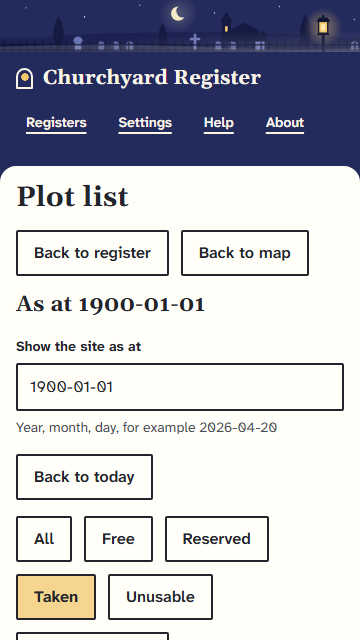 Churchyard Register
Registers Settings Help About
Plot list
Back to register Back to map
As at 1900-01-01
Show the site as at
1900-01-01
Year, month, day, for example 2026-04-20
Back to today
All Free Reserved
Taken Unusable